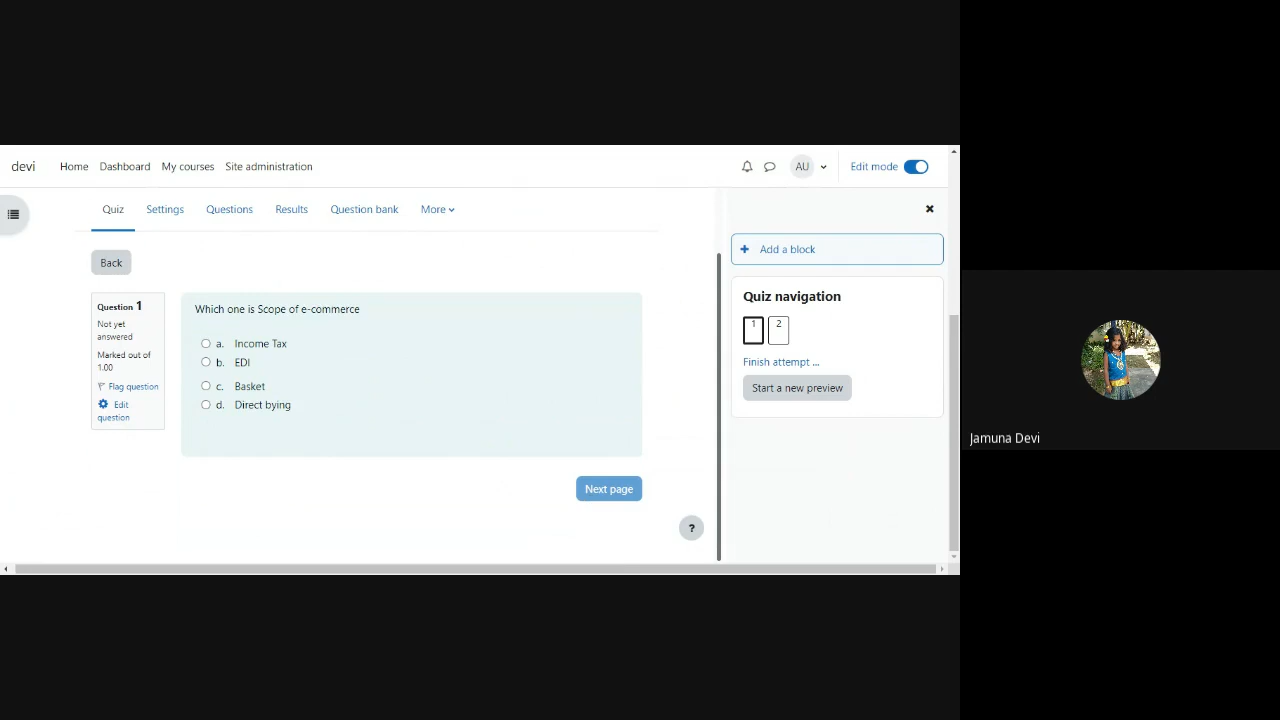 devi Home Dashboard My courses Site administration AU Edit mode
Quiz Settings Questions Results Question bank More
Back
Question 1
Not yet
answered
Marked out of
1.00
Flag question
Edit
question
Which one is Scope of e-commerce
a. Income Tax
b. EDI
c. Basket
d. Direct bying
Next page
?
+ Add a block
Quiz navigation
1 2
Finish attempt ...
Start a new preview
Jamuna Devi